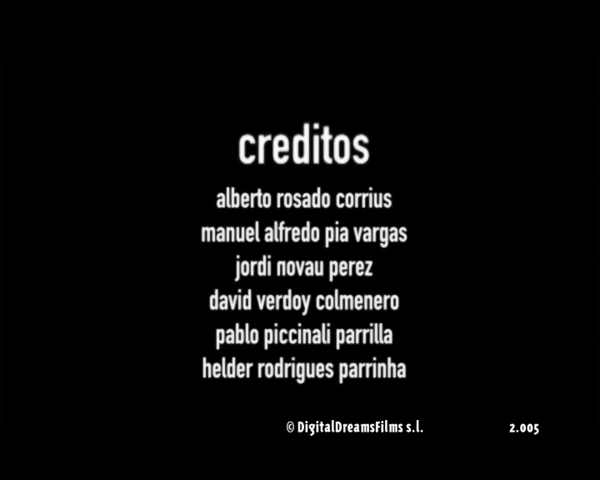 creditos
alberto rosado corrius
manuel alfredo pia vargas
jordi novau perez
david verdoy colmenero
pablo piccinali parrilla
helder rodrigues parrinha
© DigitalDreamsFilms s.l. 2.005